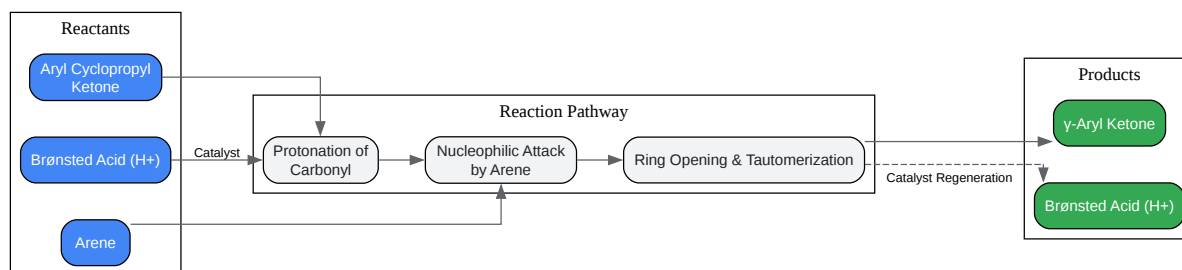 Reactants
Aryl Cyclopropyl
Ketone
Brønsted Acid (H+)
Arene
Catalyst
Reaction Pathway
Protonation of
Carbonyl
Nucleophilic Attack
by Arene
Ring Opening & Tautomerization
Catalyst Regeneration
Products
γ-Aryl Ketone
Brønsted Acid (H+)